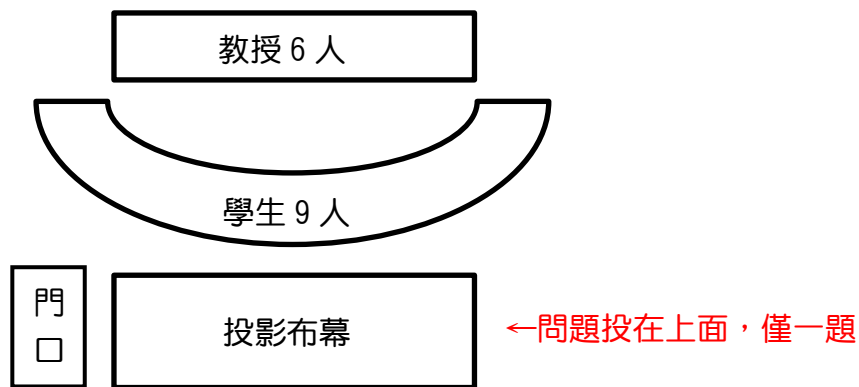 教授 6 人
學生 9 人
門
口
投影布幕
←問題投在上面，僅一題